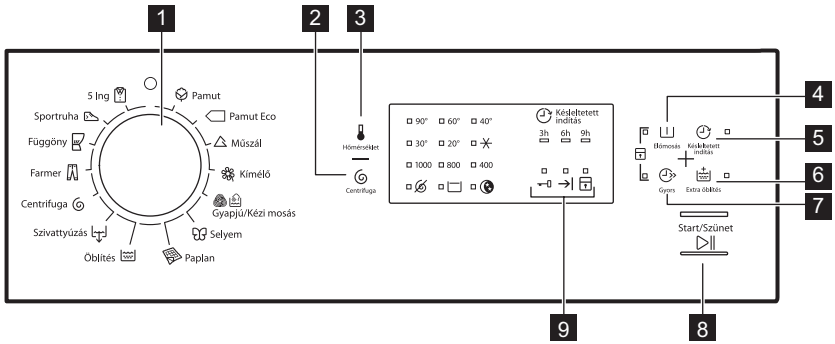 2
1
3
4
5
6
7
8
9
5 Ing
Pamut
Sportruha
Pamut Eco
Függöny
Műszál
Farmer
Kímélő
Centrifuga
Gyapjú/Kézi mosás
Szivattyúzás
Selyem
Öblítés
Paplan
Hőmérséklet
Centrifuga
90° 60° 40°
30° 20°
1000 800 400
Késleltetett
indítás
3h 6h 9h
Előmosás
Késleltetett
indítás
Gyors
Extra öblítés
Start/Szünet